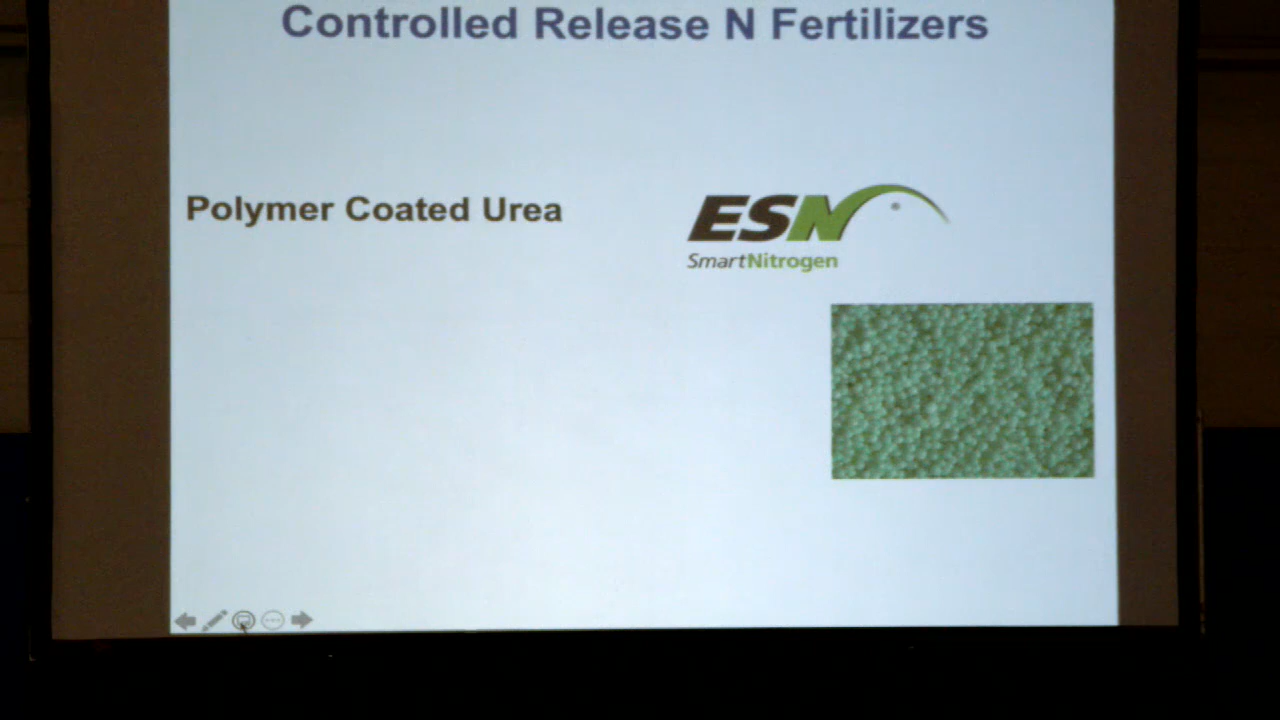 Controlled Release N Fertilizers
Polymer Coated Urea
ESN
SmartNitrogen